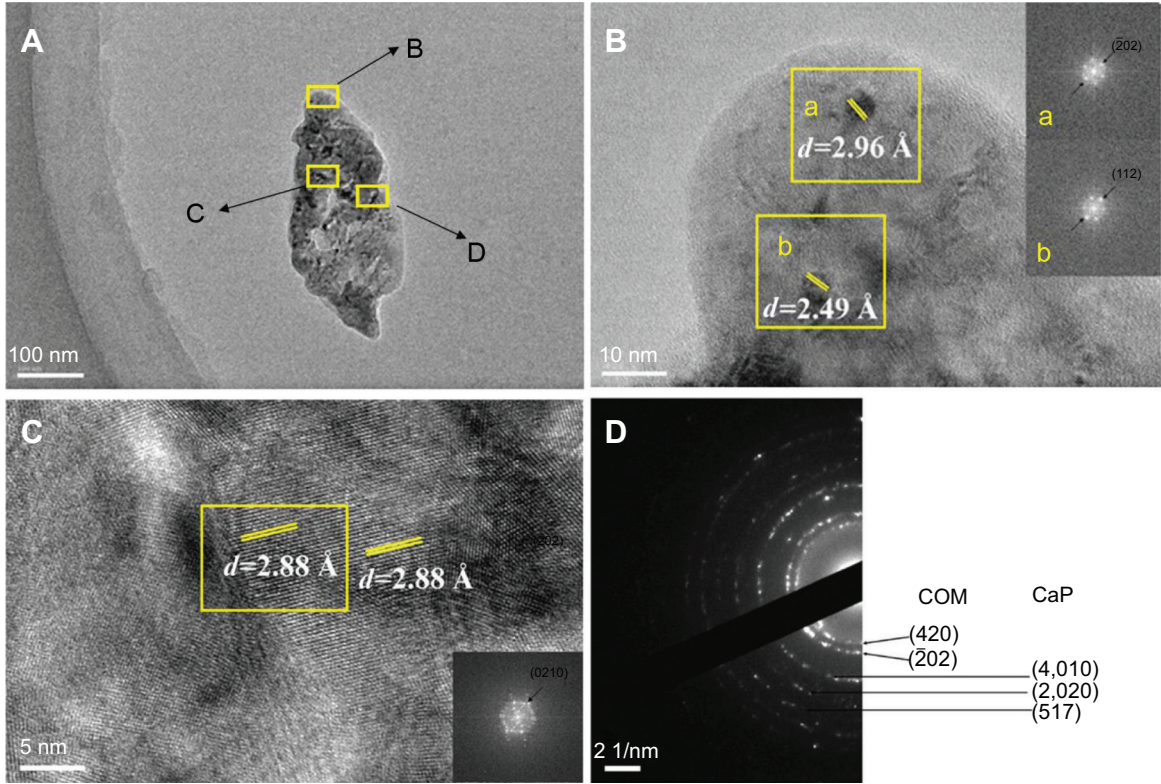 A
B
C
D
100 nm
B
a
d=2.96 Å
b
d=2.49 Å
10 nm
(2̅02)
a
(112)
b
C
d=2.88 Å
d=2.88 Å
5 nm
(0210)
D
2 1/nm
COM CaP
(420)
(2̅02)
(4,010)
(2,020)
(517)